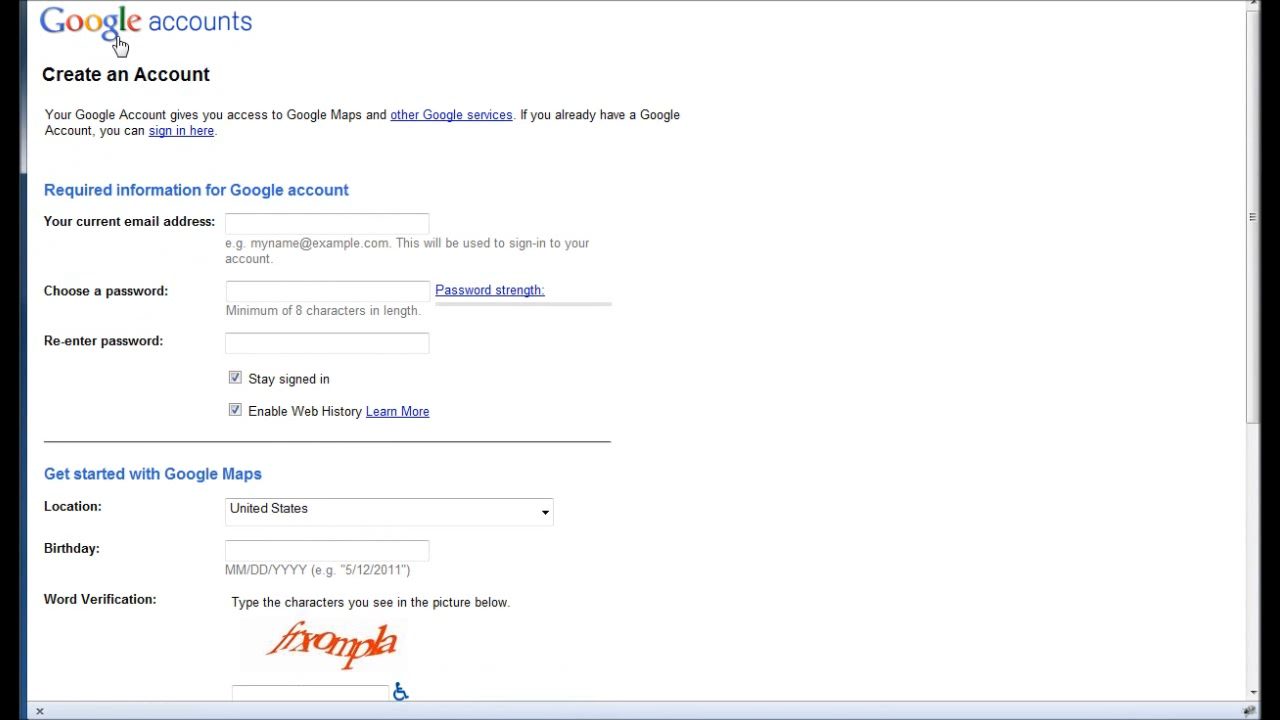 Google accounts
Create an Account
Your Google Account gives you access to Google Maps and other Google services. If you already have a Google
Account, you can sign in here.
Required information for Google account
Your current email address:
e.g. myname@example.com. This will be used to sign-in to your
account.
Choose a password:
Password strength:
Minimum of 8 characters in length.
Re-enter password:
Stay signed in
Enable Web History Learn More
Get started with Google Maps
Location:
United States
Birthday:
MM/DD/YYYY (e.g. "5/12/2011")
Word Verification:
Type the characters you see in the picture below.
frxompla